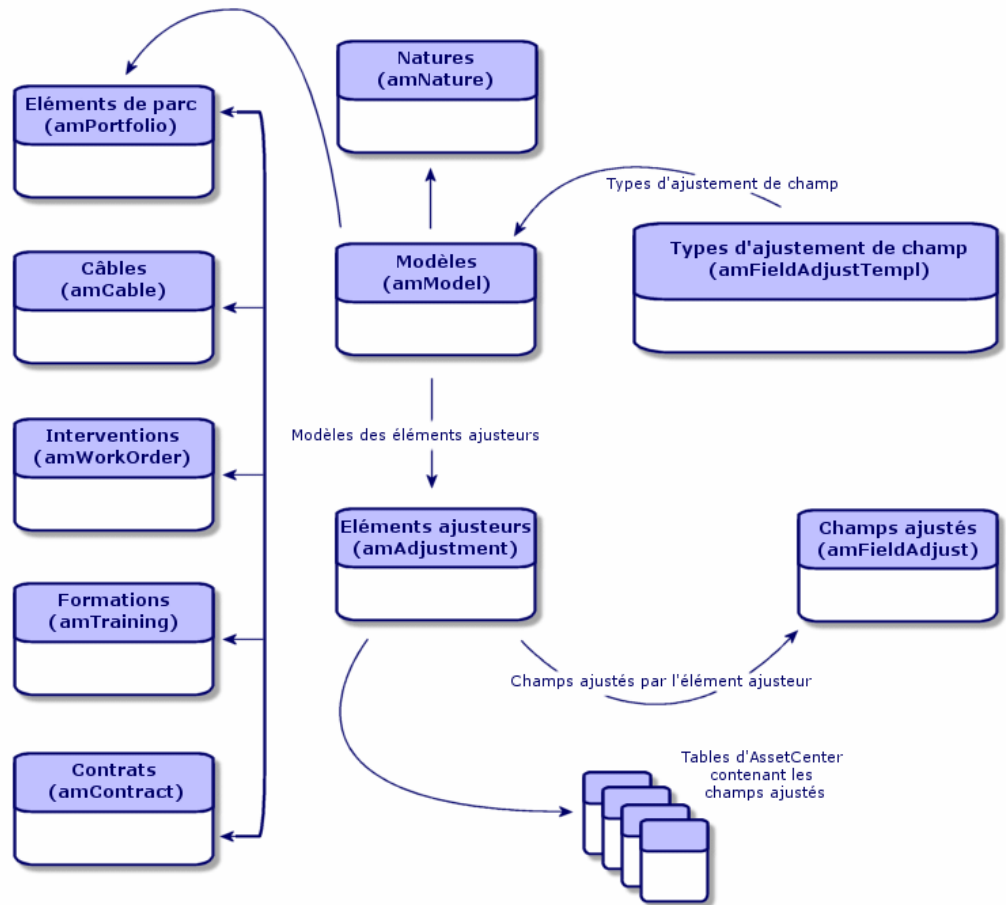 Natures
(amNature)
Eléments de parc
(amPortfolio)
Types d'ajustement de champ
Types d'ajustement de champ
(amFieldAdjustTempl)
Câbles
(amCable)
Modèles
(amModel)
Modèles des éléments ajusteurs
Interventions
(amWorkOrder)
Eléments ajusteurs
(amAdjustment)
Champs ajustés
(amFieldAdjust)
Formations
(amTraining)
Champs ajustés par l'élément ajusteur
Contrats
(amContract)
Tables d'AssetCenter
contenant les
champs ajustés